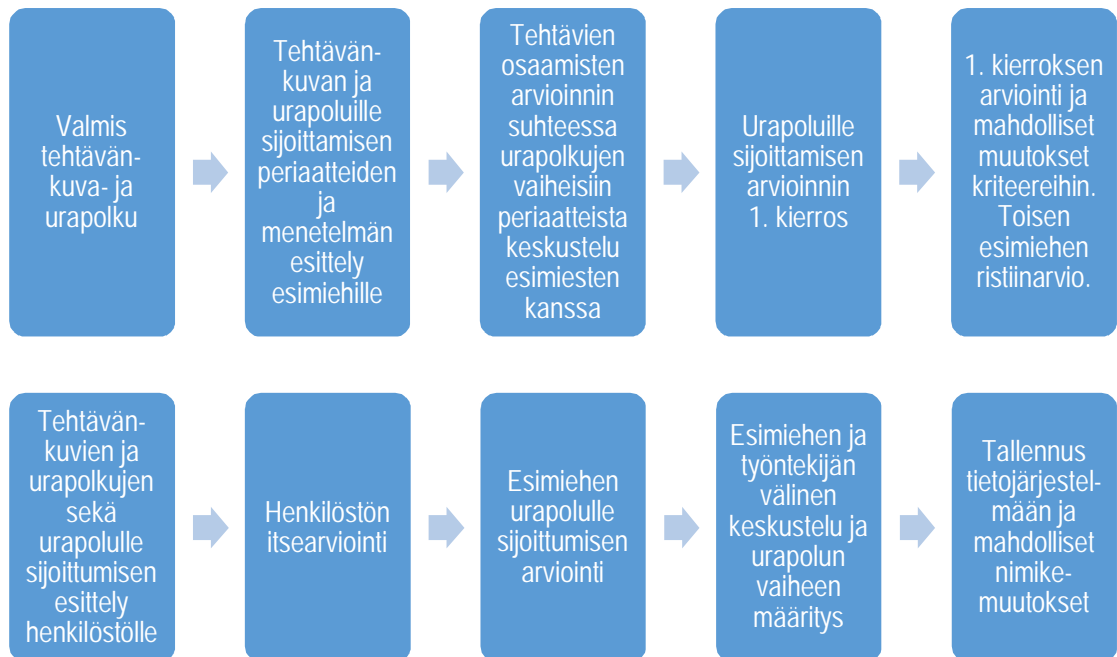 Valmis
tehtävän-
kuva- ja
urapolku
Tehtävän-
kuvan ja
urapoluille
sijoittamisen
periaatteiden
ja
menetelmän
esittely
esimiehille
Tehtävien
osaamisten
arvioinnin
suhteessa
urapolkujen
vaiheisiin
periaatteista
keskustelu
esimiesten
kanssa
Urapoluille
sijoittamisen
arvioinnin
1. kierros
1. kierroksen
arviointi ja
mahdolliset
muutokset
kriteereihin.
Toisen
esimiehen
ristiinarvio.
Tehtävän-
kuvien ja
urapolkujen
sekä
urapolulle
sijoittumisen
esittely
henkilöstölle
Henkilöstön
itsearviointi
Esimiehen
urapolulle
sijoittumisen
arviointi
Esimiehen ja
työntekijän
välinen
keskustelu ja
urapolun
vaiheen
määritys
Tallennus
tietojärjestel-
mään ja
mahdolliset
nimike-
muutokset